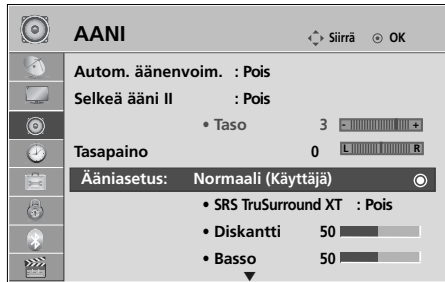 AANI Siirrä OK
Autom. äänenvoim. : Pois
Selkeä ääni II : Pois
• Taso 3 - +
Tasapaino 0 L R
Ääniasetus: Normaali (Käyttäjä)
• SRS TruSurround XT : Pois
• Diskantti 50
• Basso 50